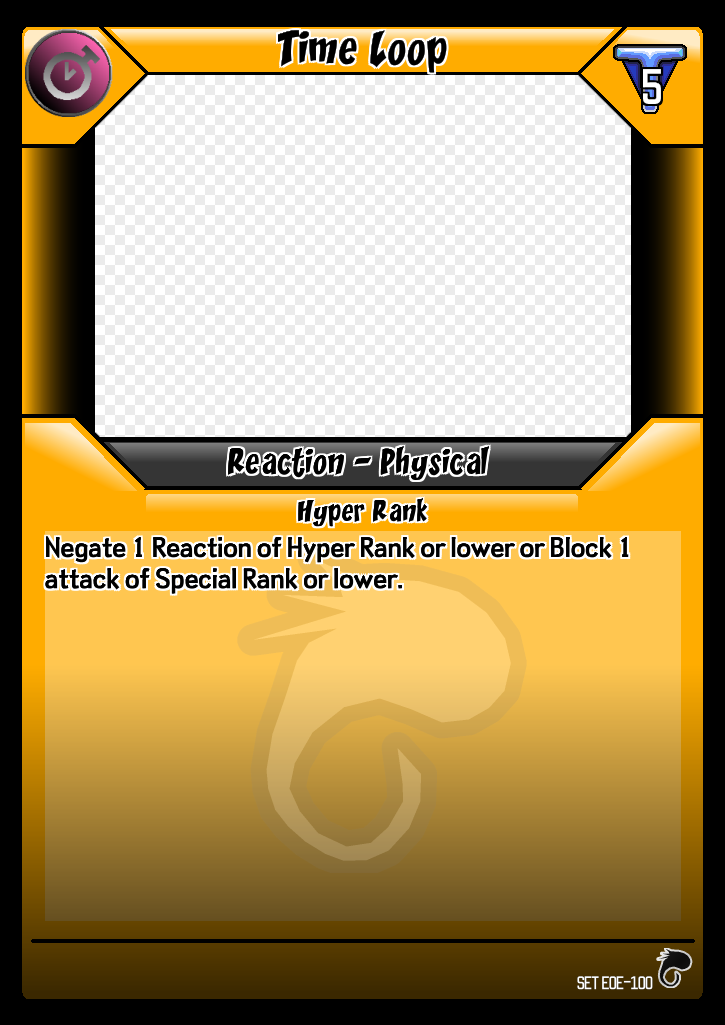 Time Loop
5
Reaction - Physical
Hyper Rank
Negate 1 Reaction of Hyper Rank or lower or Block 1
attack of Special Rank or lower.
SET EOE-100